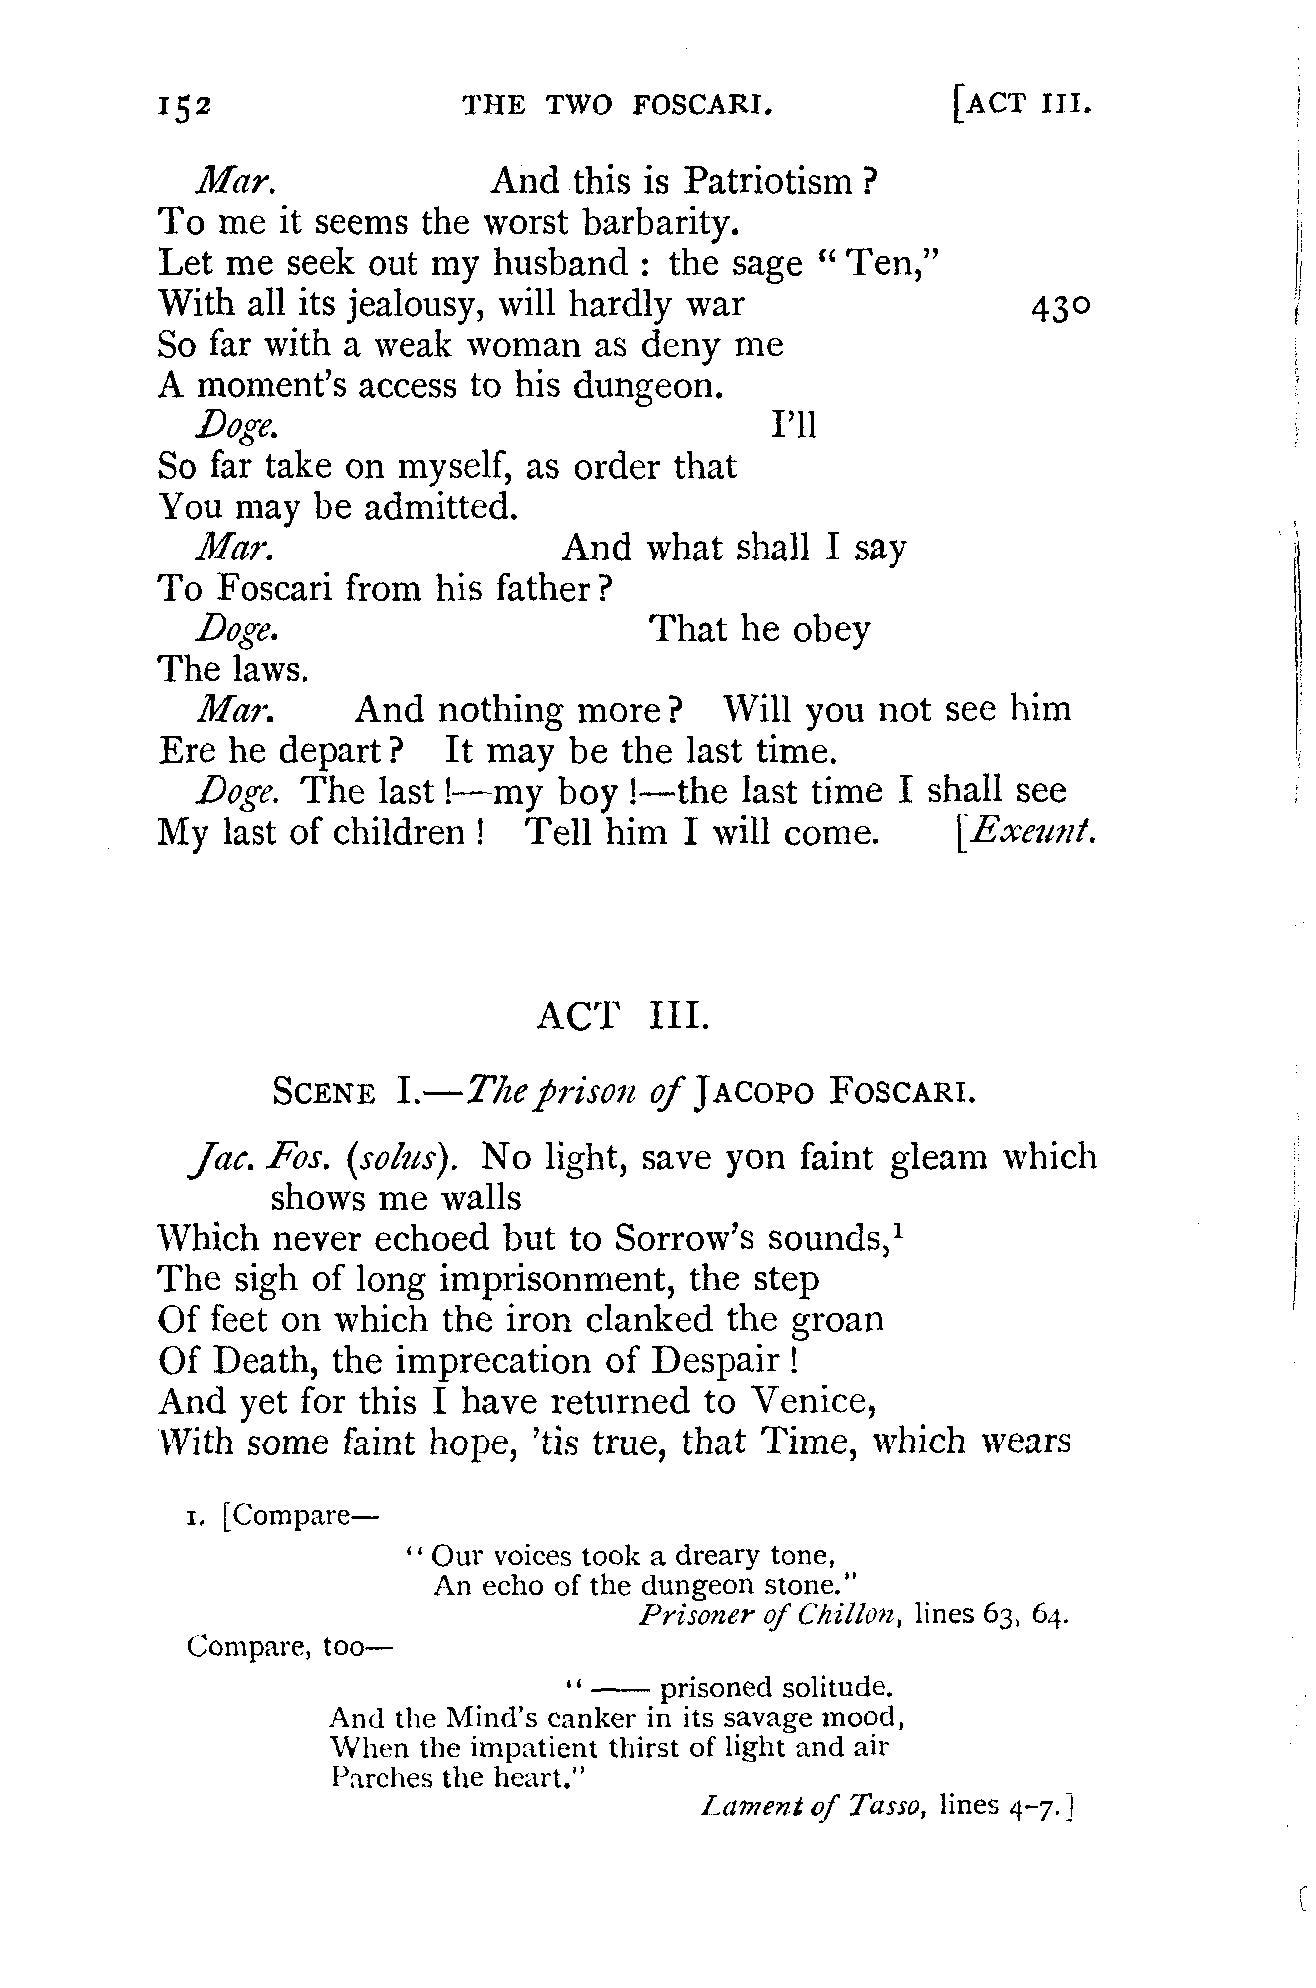 152 THE TWO FOSCARI. [ACT III.
Mar. And this is Patriotism ?
To me it seems the worst barbarity.
Let me seek out my husband : the sage “ Ten,”
With all its jealousy, will hardly war 430
So far with a weak woman as deny me
A moment’s access to his dungeon.
Doge. I’ll
So far take on myself, as order that
You may be admitted.
Mar. And what shall I say
To Foscari from his father ?
Doge. That he obey
The laws.
Mar. And nothing more ? Will you not see him
Ere he depart ? It may be the last time.
Doge. The last !—my boy !—the last time I shall see
My last of children ! Tell him I will come. [Exeunt.
ACT III.
SCENE I.—The prison of JACOPO FOSCARI.
Jac. Fos. (solus). No light, save yon faint gleam which
shows me walls
Which never echoed but to Sorrow’s sounds,¹
The sigh of long imprisonment, the step
Of feet on which the iron clanked the groan
Of Death, the imprecation of Despair !
And yet for this I have returned to Venice,
With some faint hope, ’tis true, that Time, which wears
1. [Compare—
“ Our voices took a dreary tone,
An echo of the dungeon stone.”
Prisoner of Chillon, lines 63, 64.
Compare, too—
“ —— prisoned solitude.
And the Mind’s canker in its savage mood,
When the impatient thirst of light and air
Parches the heart.”
Lament of Tasso, lines 4–7.]